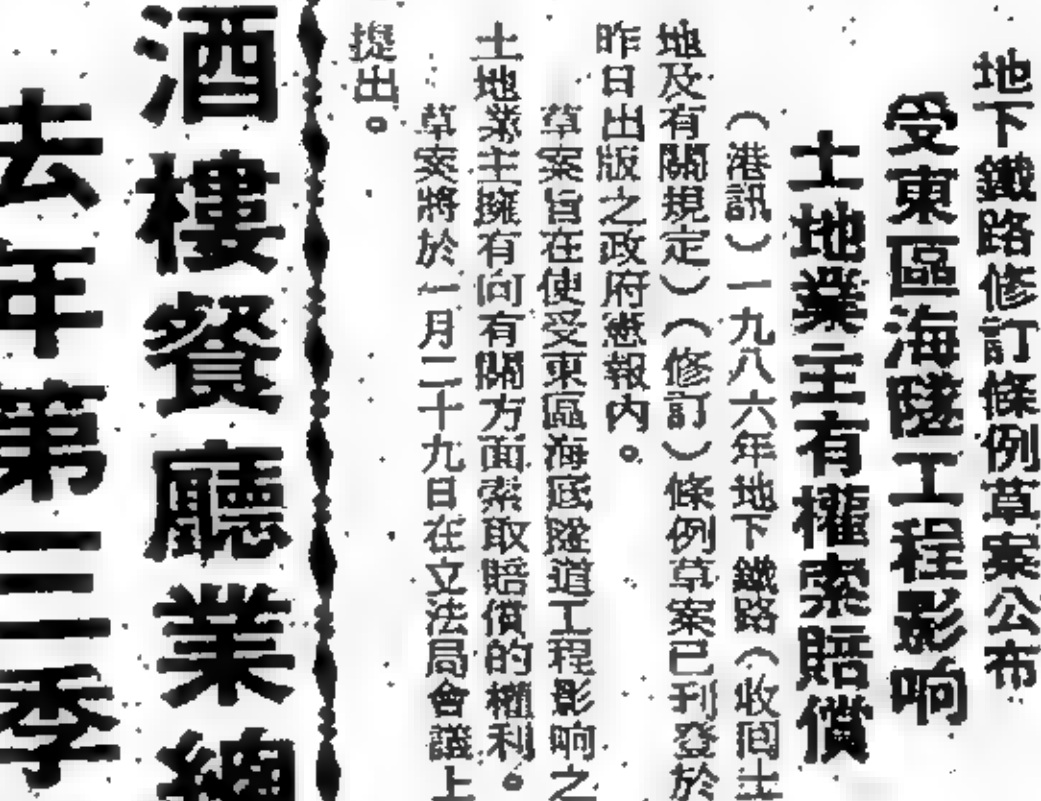 地下鐵路修訂條例草案公布
受東區海隧工程影响
土地業主有權索賠償
（港訊）一九八六年地下鐵路（收囘土
地及有關規定）（修訂）條例草案已刊登於
昨日出版之政府憲報內。
草案旨在使受東區海底隧道工程影响之
土地業主擁有向有關方面索取賠償的權利。
草案將於一月二十九日在立法局會議上
提出。
酒樓餐廳業總
去年第三季